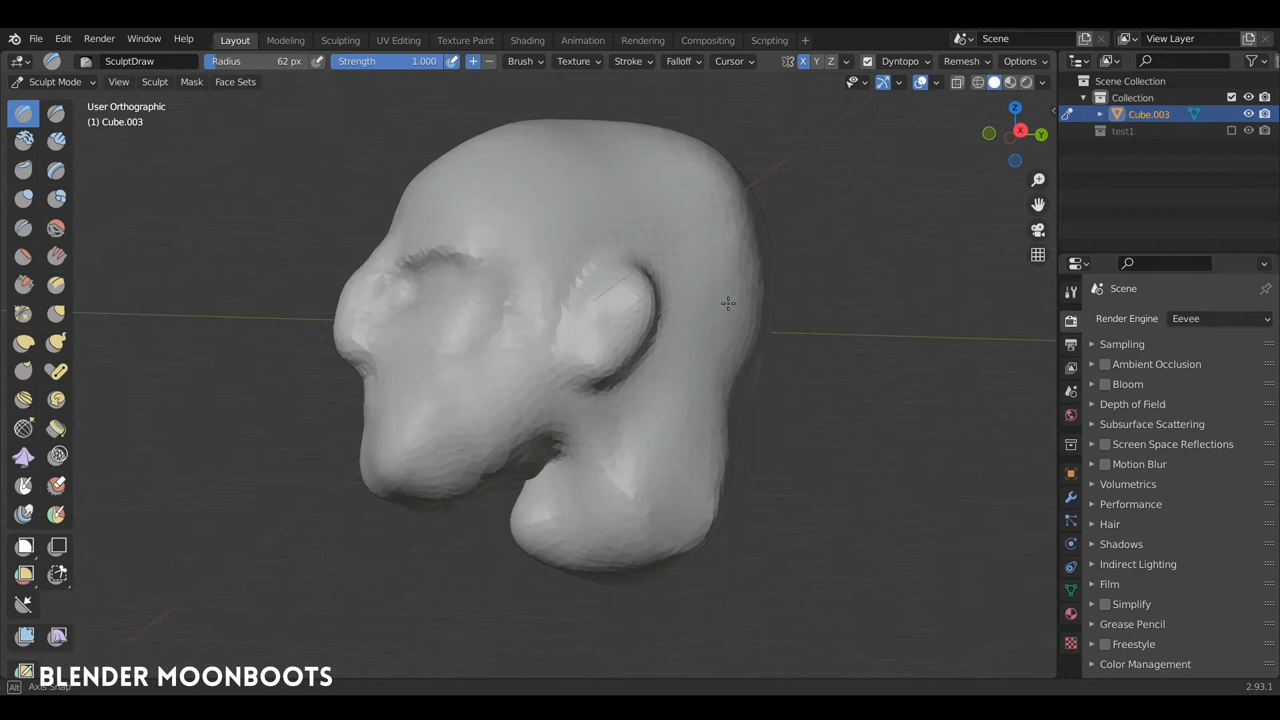 File Edit Render Window Help Layout Modeling Sculpting UV Editing Texture Paint Shading Animation Rendering Compositing Scripting + Scene View Layer
SculptDraw Radius 62 px Strength 1.000 Brush Texture Stroke Falloff Cursor X Y Z Dyntopo Remesh Options
Sculpt Mode View Sculpt Mask Face Sets
User Orthographic
(1) Cube.003
Z
X
Y
Scene Collection
Collection
Cube.003
test1
Scene
Render Engine Eevee
Sampling
Ambient Occlusion
Bloom
Depth of Field
Subsurface Scattering
Screen Space Reflections
Motion Blur
Volumetrics
Performance
Hair
Shadows
Indirect Lighting
Film
Simplify
Grease Pencil
Freestyle
Color Management
BLENDER MOONBOOTS
Alt Axis Snap 2.93.1